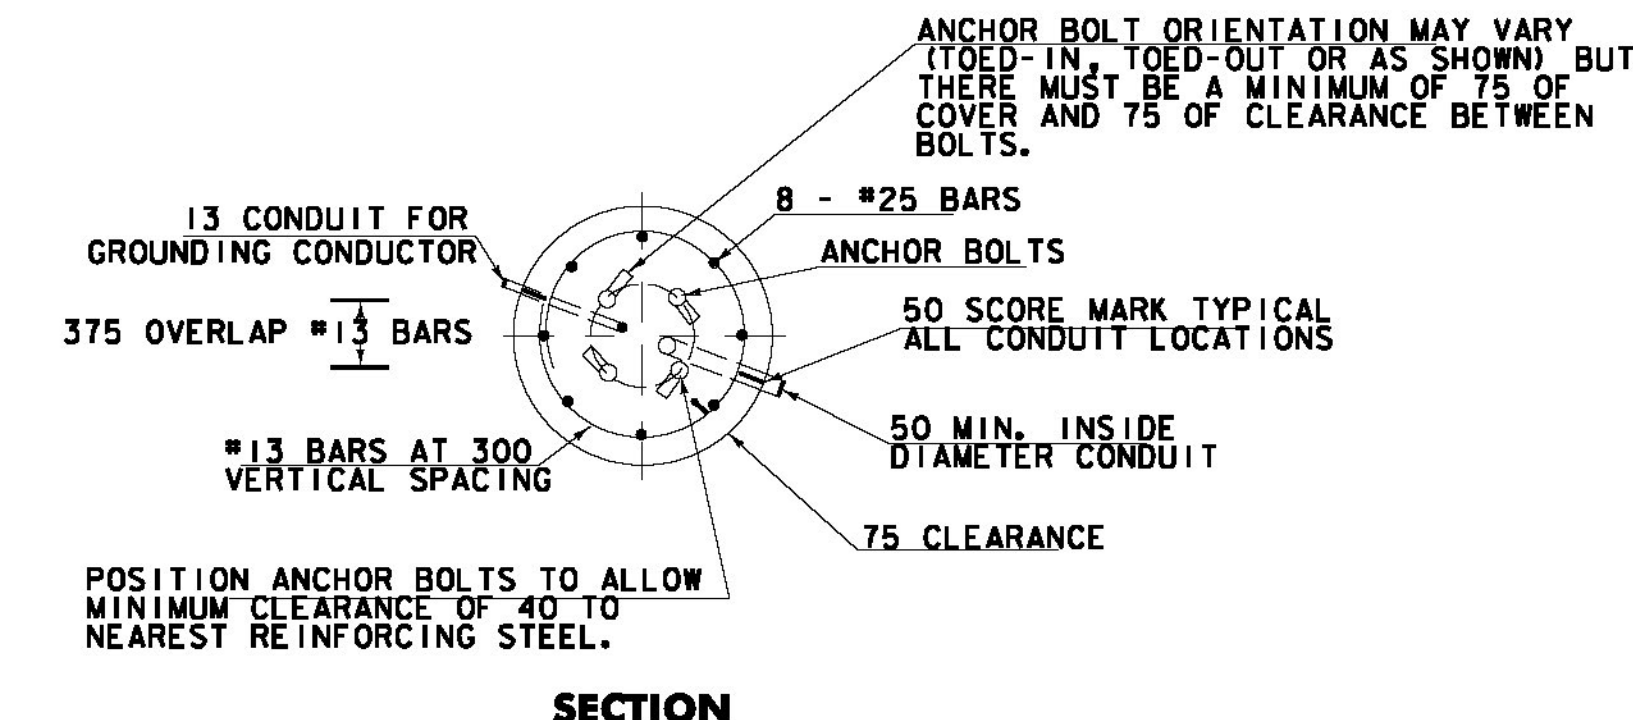 ANCHOR BOLT ORIENTATION MAY VARY
(TOED-IN, TOED-OUT OR AS SHOWN) BUT
THERE MUST BE A MINIMUM OF 75 OF
COVER AND 75 OF CLEARANCE BETWEEN
BOLTS.
8 - #25 BARS
13 CONDUIT FOR
GROUNDING CONDUCTOR
ANCHOR BOLTS
375 OVERLAP #13 BARS
50 SCORE MARK TYPICAL
ALL CONDUIT LOCATIONS
50 MIN. INSIDE
DIAMETER CONDUIT
#13 BARS AT 300
VERTICAL SPACING
75 CLEARANCE
POSITION ANCHOR BOLTS TO ALLOW
MINIMUM CLEARANCE OF 40 TO
NEAREST REINFORCING STEEL.
SECTION